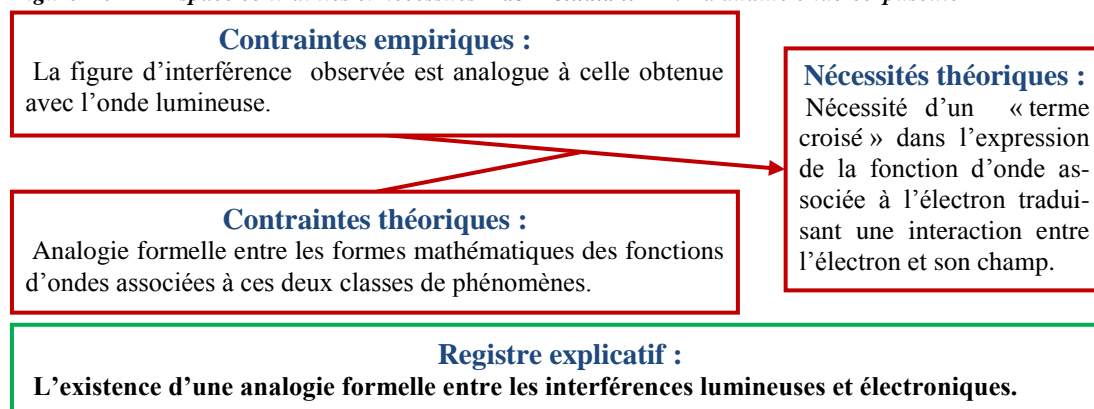 Contraintes empiriques :
La figure d’interférence observée est analogue à celle obtenue
avec l’onde lumineuse.
Nécessités théoriques :
Nécessité d’un « terme
croisé » dans l’expression
de la fonction d’onde as-
sociée à l’électron tradui-
sant une interaction entre
l’électron et son champ.
Contraintes théoriques :
Analogie formelle entre les formes mathématiques des fonctions
d’ondes associées à ces deux classes de phénomènes.
Registre explicatif :
L’existence d’une analogie formelle entre les interférences lumineuses et électroniques.